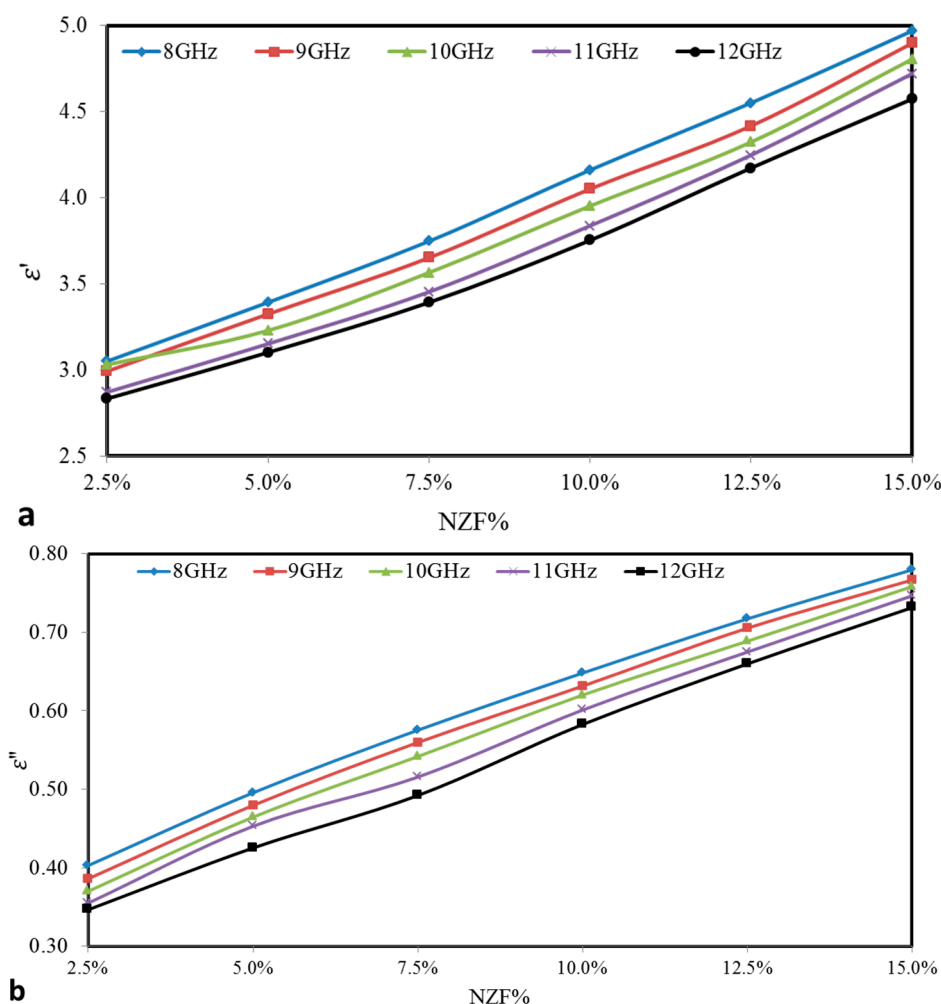 5.0
8GHz 9GHz 10GHz 11GHz 12GHz
4.5
4.0
ε'
3.5
3.0
2.5
2.5% 5.0% 7.5% 10.0% 12.5% 15.0%
a
NZF%
0.80
8GHz 9GHz 10GHz 11GHz 12GHz
0.70
0.60
ε"
0.50
0.40
0.30
2.5% 5.0% 7.5% 10.0% 12.5% 15.0%
b
NZF%